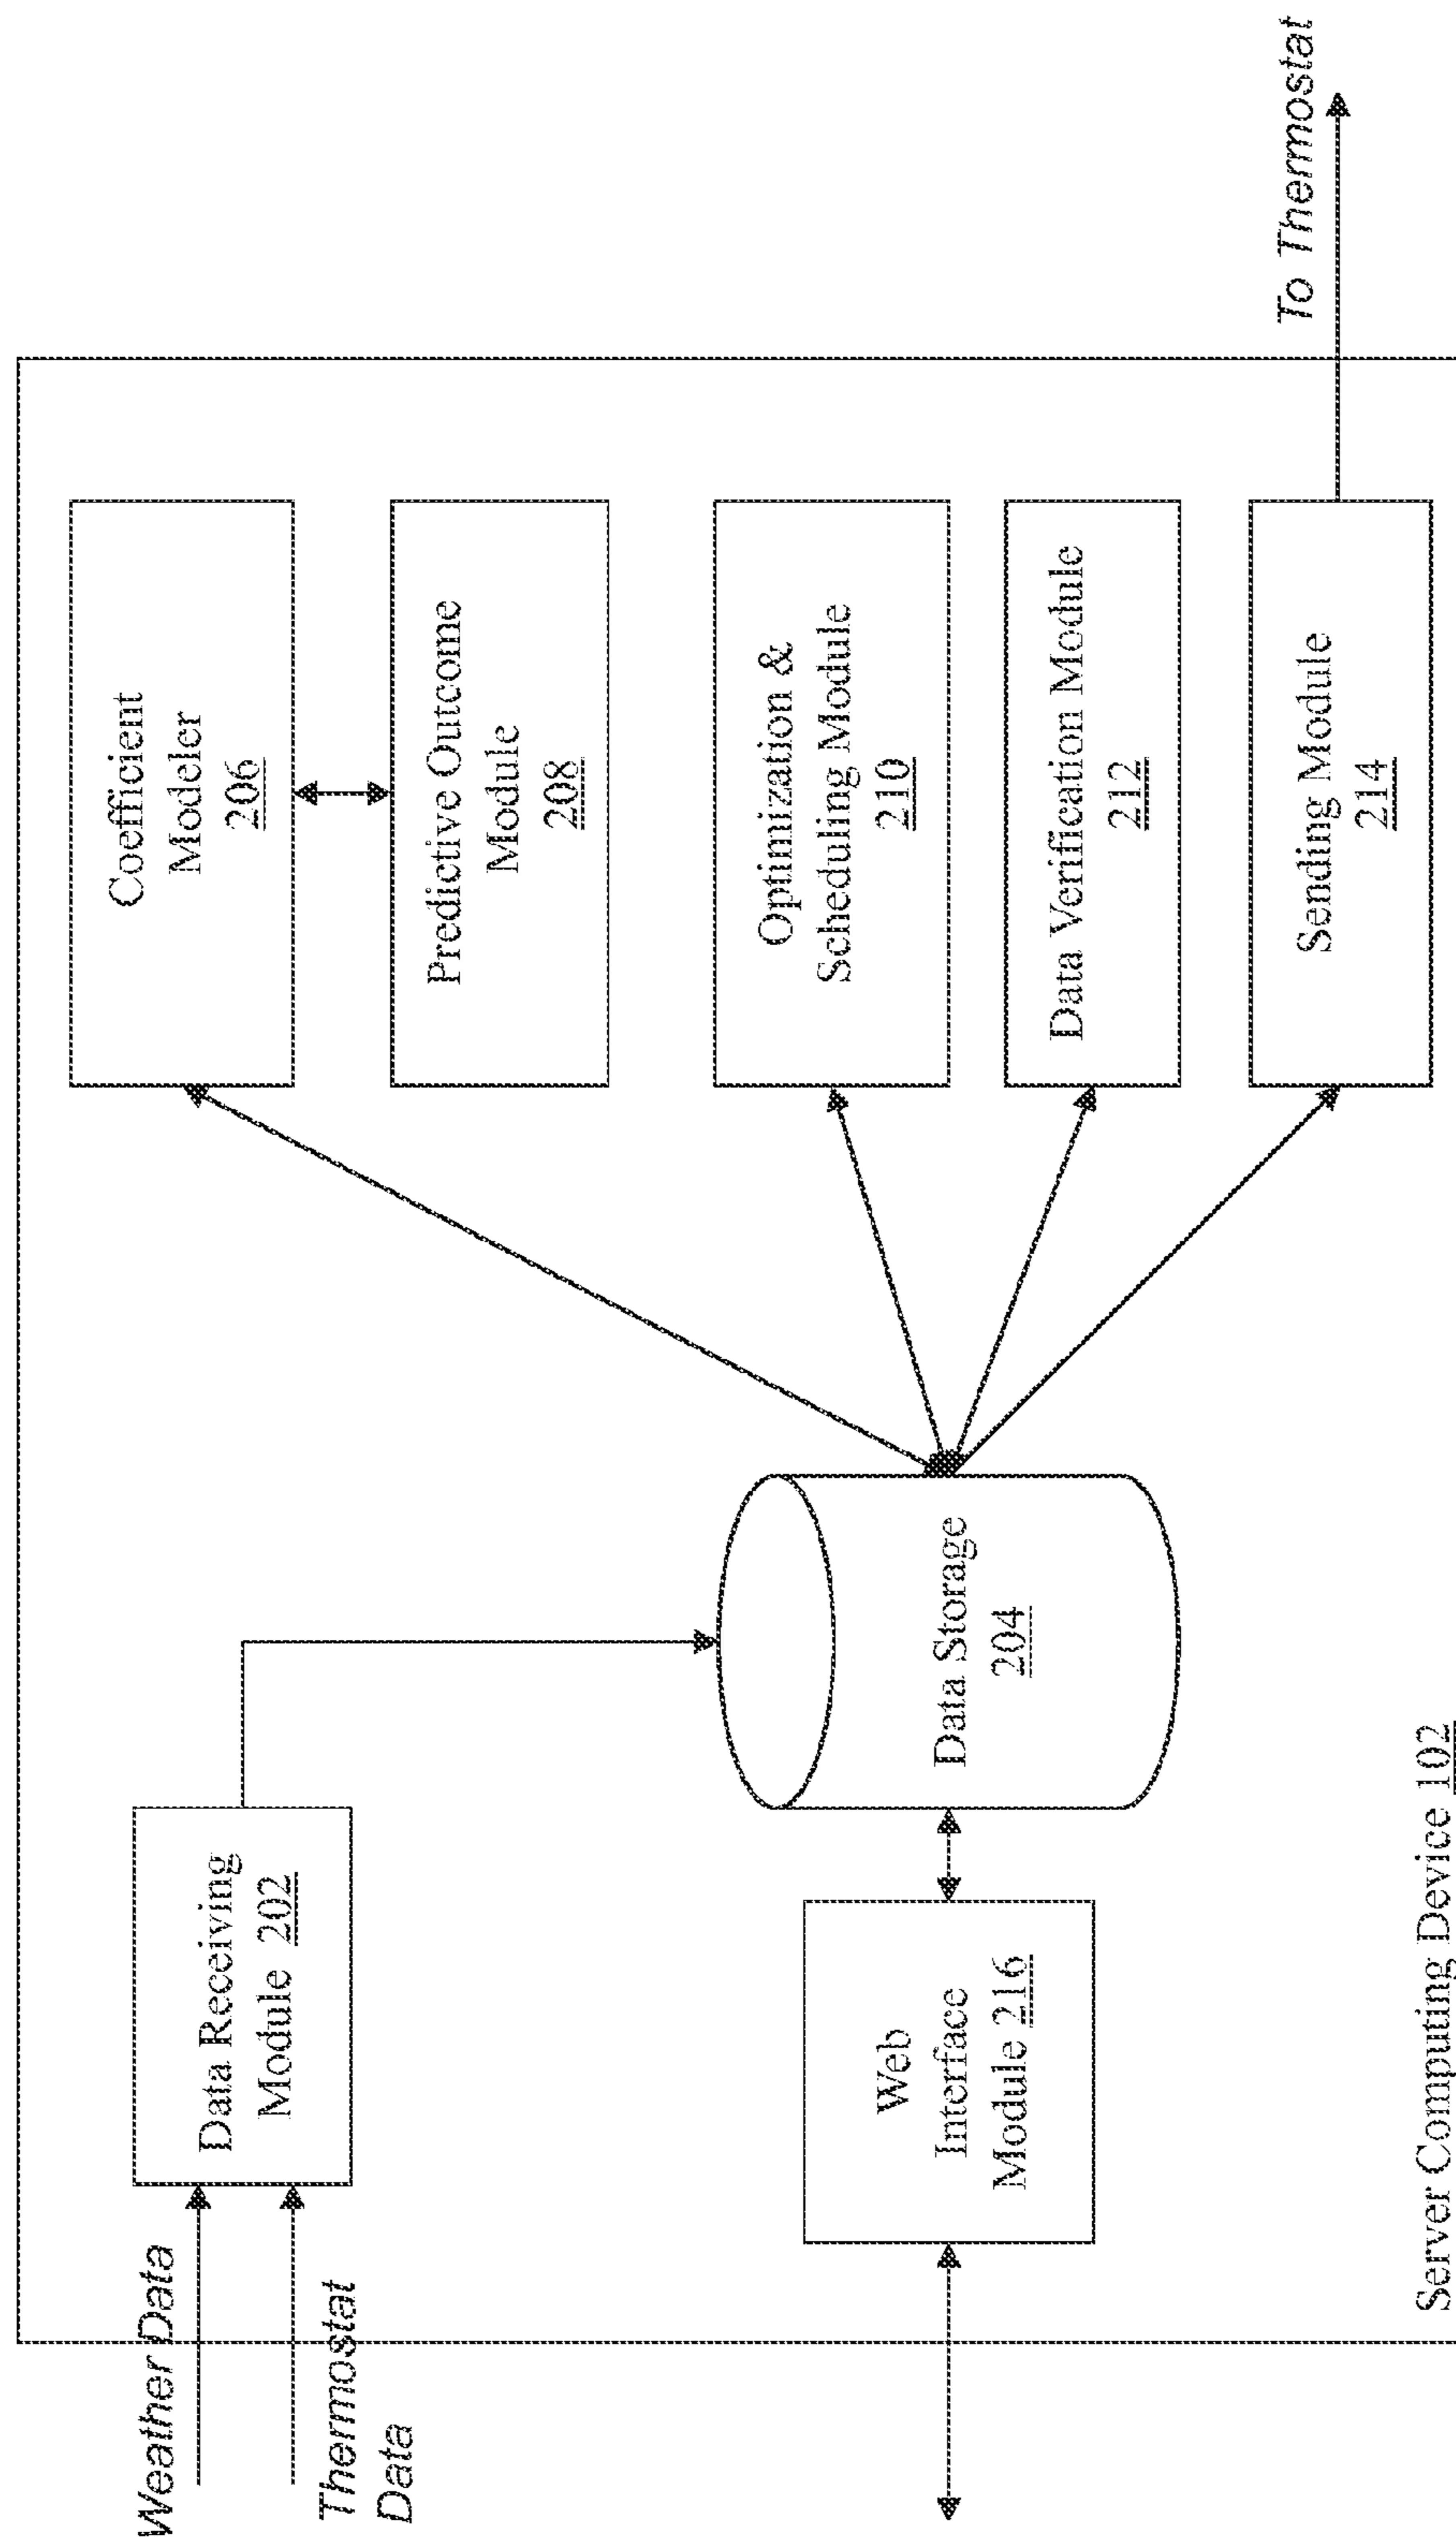 Weather Data
Thermostat
Data
Data Receiving
Module 202
Web
Interface
Module 216
Data Storage
204
Coefficient
Modeler
206
Predictive Outcome
Module
208
Optimization &
Scheduling Module
210
Data Verification Module
212
Sending Module
214
To Thermostat
Server Computing Device 102